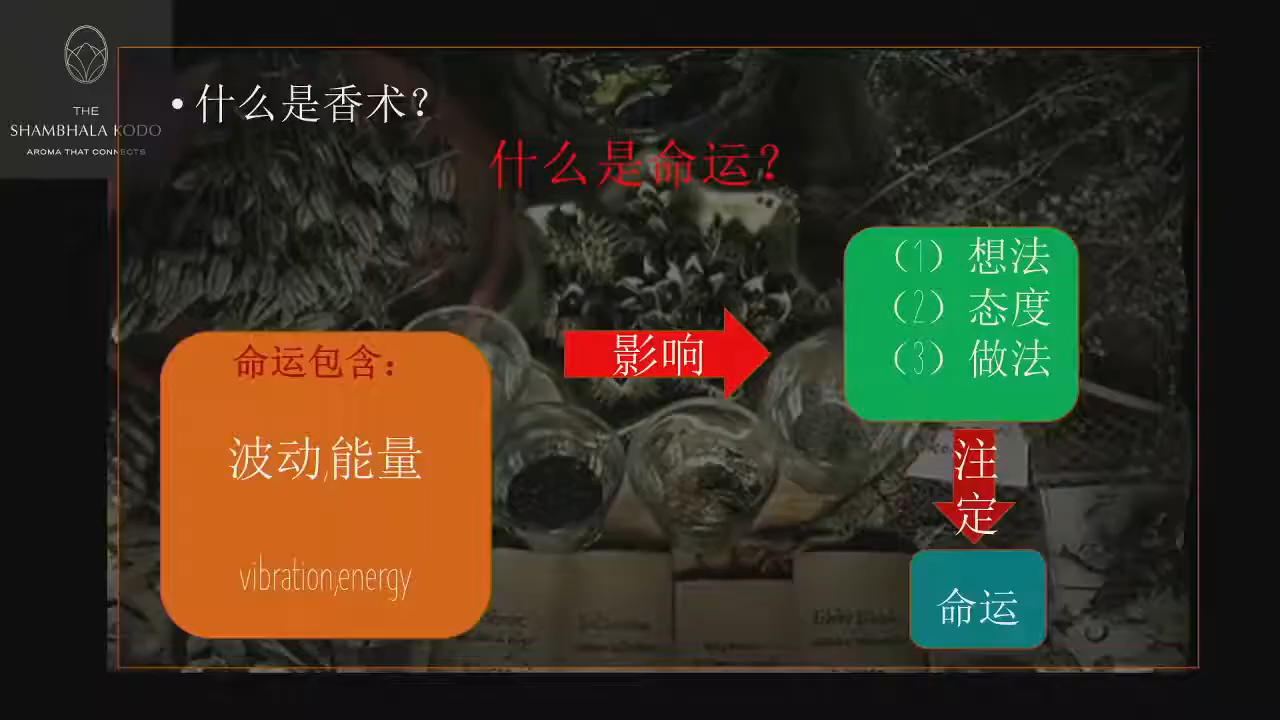 THE
SHAMBHALA KODO
AROMA THAT CONNECTS
• 什么是香术？
什么是命运？
命运包含：
波动,能量
vibration,energy
影响
（1）想法
（2）态度
（3）做法
注
定
命运